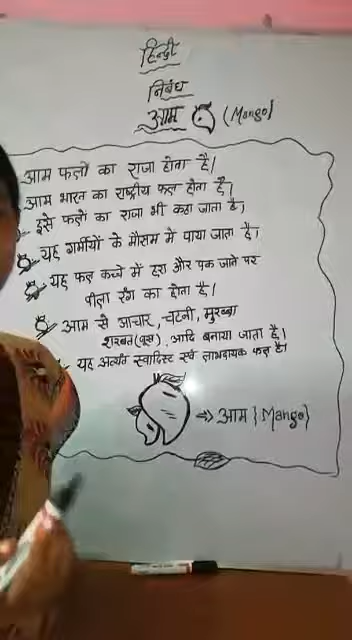 हिन्दी
निबंध
आम (Mango}
आम फलों का राजा होता है।
आम भारत का राष्ट्रीय फल होता है।
इसे फलों का राजा भी कहा जाता है।
यह गर्मीयों के मौसम में पाया जाता है।
यह फल कच्चे में हरा और पक जाने पर
पीला रंग का होता है।
आम से आचार, चटनी, मुरब्बा
शरबत(जूस), आदि बनाया जाता है।
यह अत्यंत स्वादिस्ट एवं लाभदायक फल है।
⇒ आम {Mango}